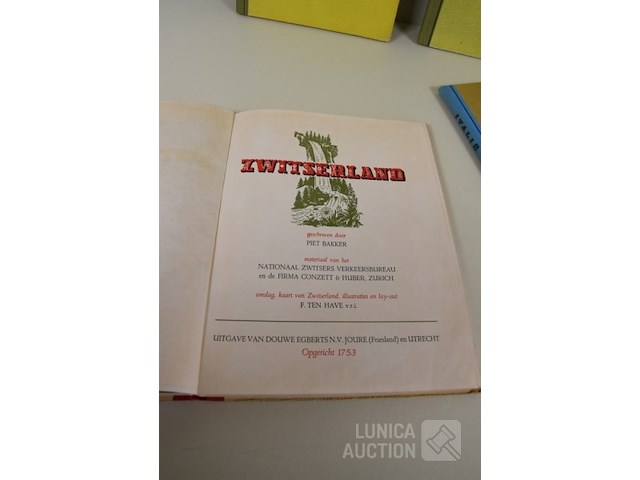 ITALIE
ZWITSERLAND
geschreven door
PIET BAKKER
materiaal van het
NATIONAAL ZWITSERS VERKEERSBUREAU
en de FIRMA CONZETT & HUBER, ZURICH
omslag, kaart van Zwitserland, illustraties en lay-out
F. TEN HAVE v.r.i.
UITGAVE VAN DOUWE EGBERTS N.V. JOURE (Friesland) en UTRECHT
Opgericht 1753
LUNICA
AUCTION